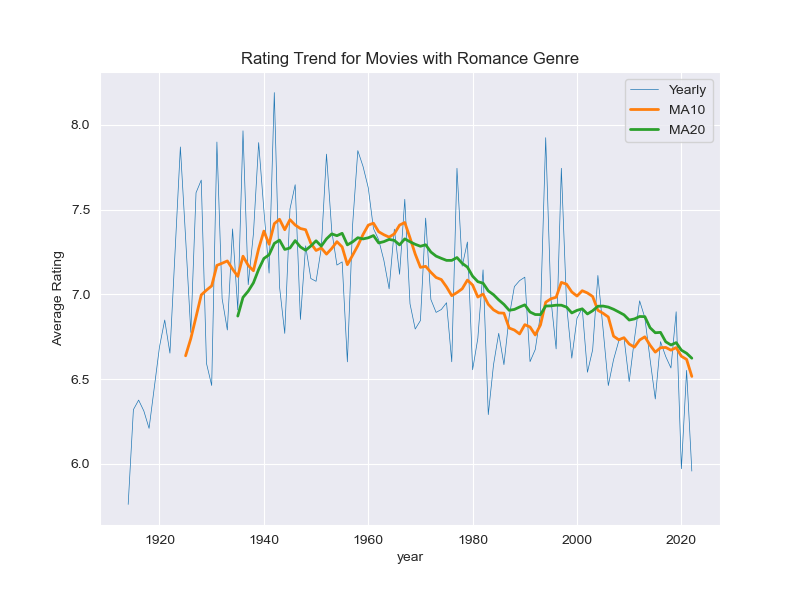 Rating Trend for Movies with Romance Genre
Yearly
MA10
MA20
8.0
7.5
7.0
6.5
6.0
Average Rating
1920 1940 1960 1980 2000 2020
year